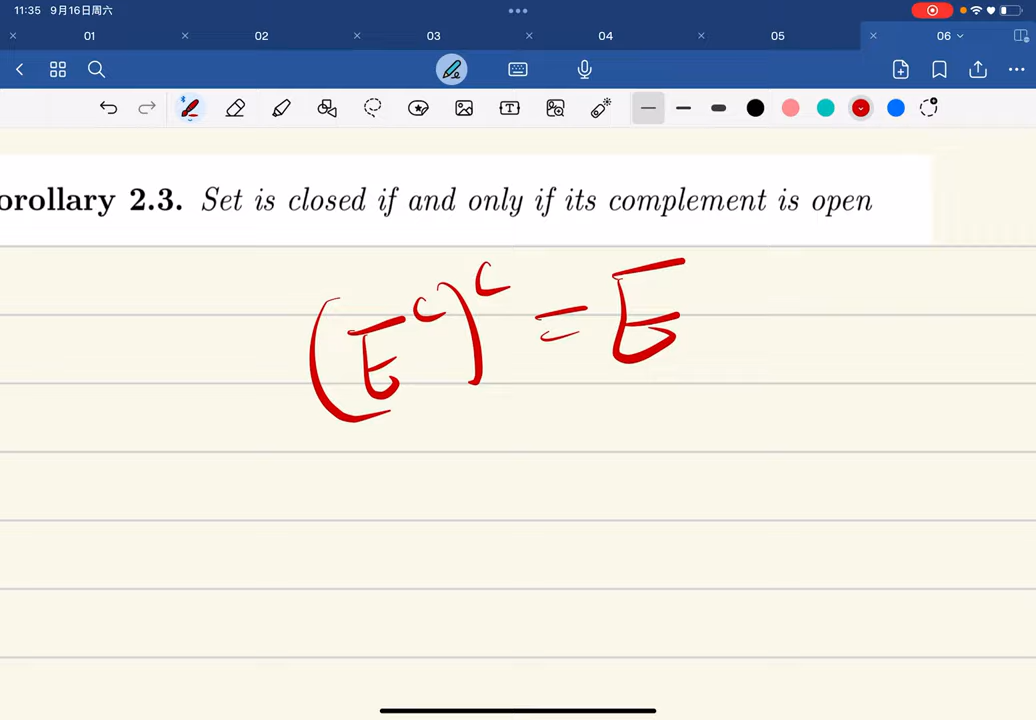 11:35 9月16日周六
01 02 03 04 05 06
orollary 2.3. Set is closed if and only if its complement is open
(E^c)^c = E